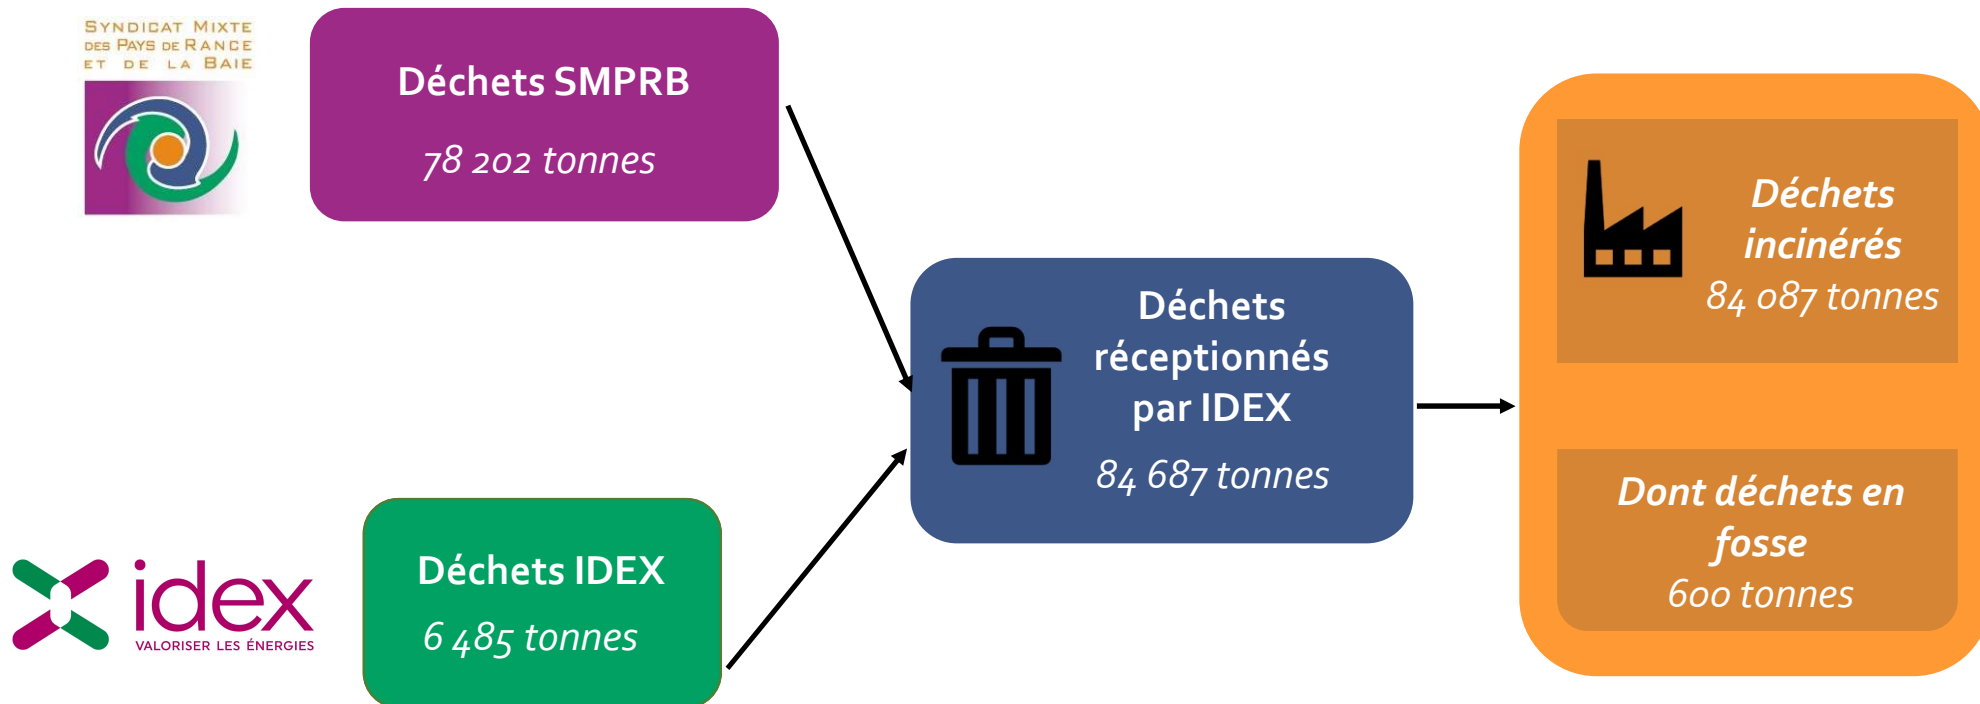 SYNDICAT MIXTE
DES PAYS DE RANCE
ET DE LA BAIE
Déchets SMPRB
78 202 tonnes
idex
VALORISER LES ÉNERGIES
Déchets IDEX
6 485 tonnes
Déchets
réceptionnés
par IDEX
84 687 tonnes
Déchets
incinérés
84 087 tonnes
Dont déchets en
fosse
600 tonnes